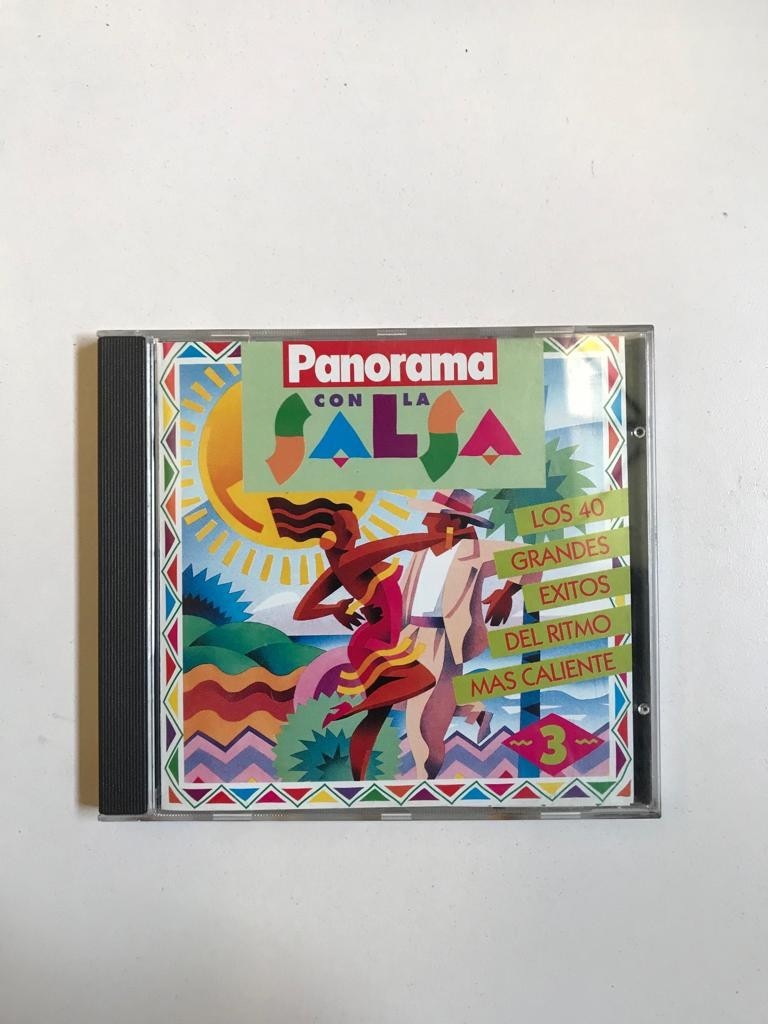 Panorama
CON LA
SALSA
LOS 40
GRANDES
EXITOS
DEL RITMO
MAS CALIENTE
3